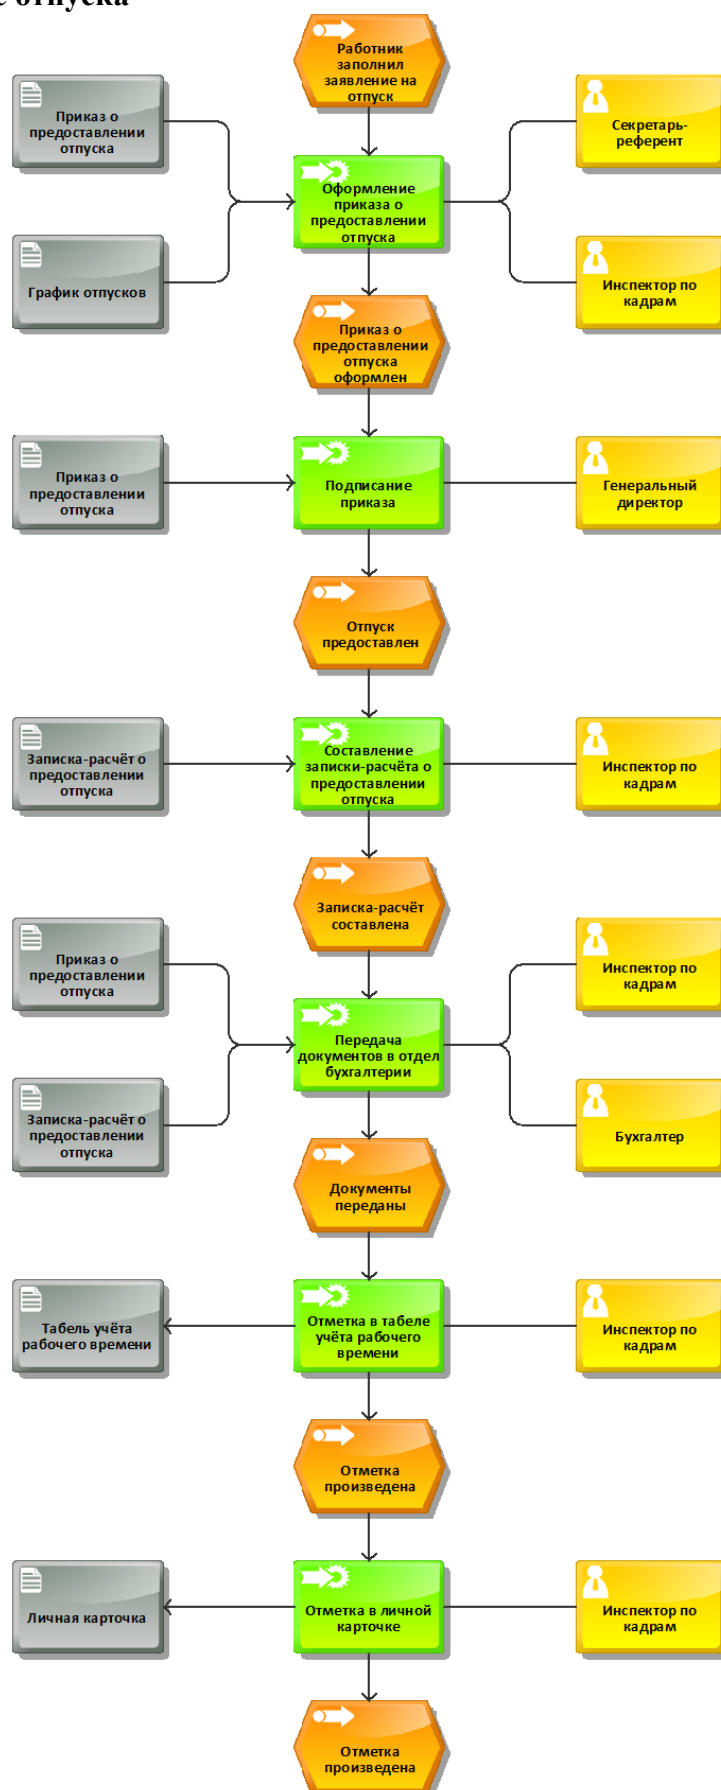 отпуска
Работник
заполнил
заявление на
отпуск
Приказ о
предоставлении
отпуска
Секретарь-
референт
Оформление
приказа о
предоставлении
отпуска
График отпусков
Инспектор по
кадрам
Приказ о
предоставлении
отпуска
оформлен
Приказ о
предоставлении
отпуска
Подписание
приказа
Генеральный
директор
Отпуск
предоставлен
Записка-расчёт о
предоставлении
отпуска
Составление
записки-расчёта о
предоставлении
отпуска
Инспектор по
кадрам
Записка-расчёт
составлена
Приказ о
предоставлении
отпуска
Инспектор по
кадрам
Передача
документов в отдел
бухгалтерии
Записка-расчёт о
предоставлении
отпуска
Бухгалтер
Документы
переданы
Табель учёта
рабочего времени
Отметка в табеле
учёта рабочего
времени
Инспектор по
кадрам
Отметка
произведена
Личная карточка
Отметка в личной
карточке
Инспектор по
кадрам
Отметка
произведена